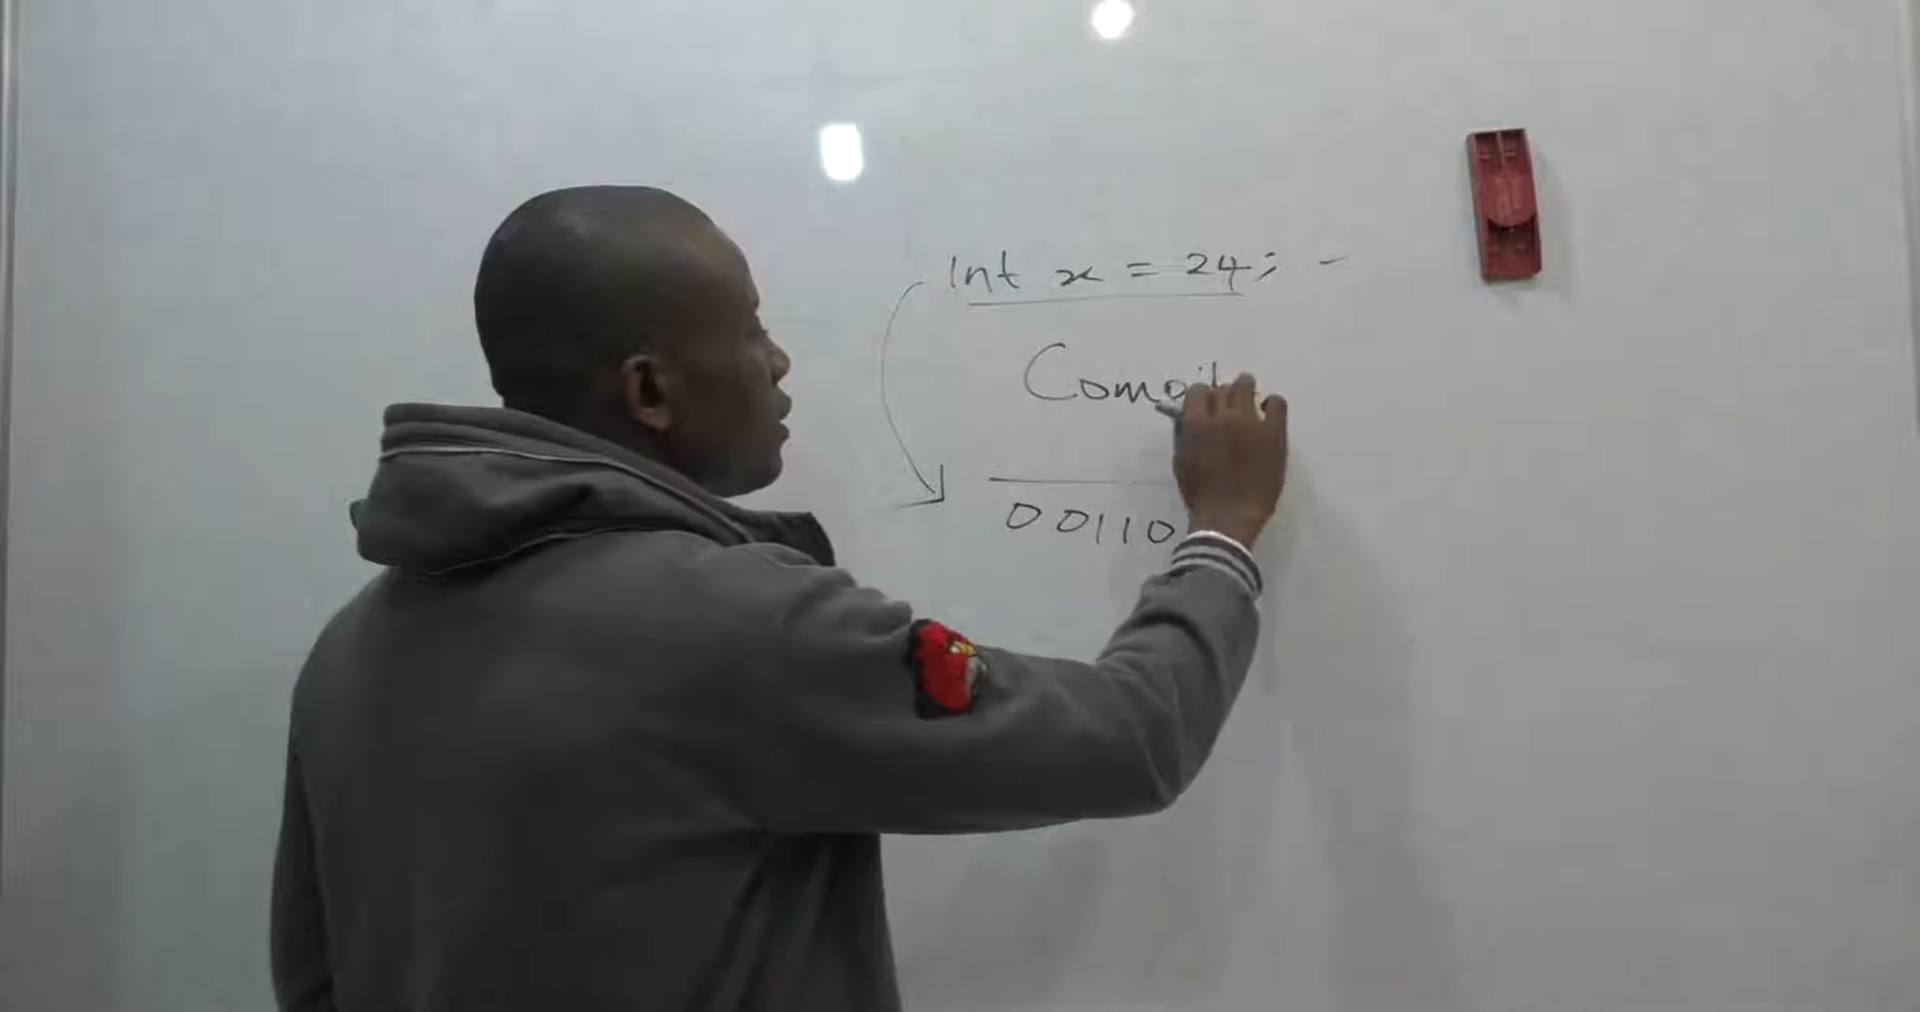 Int x = 24; -
Compil
00110